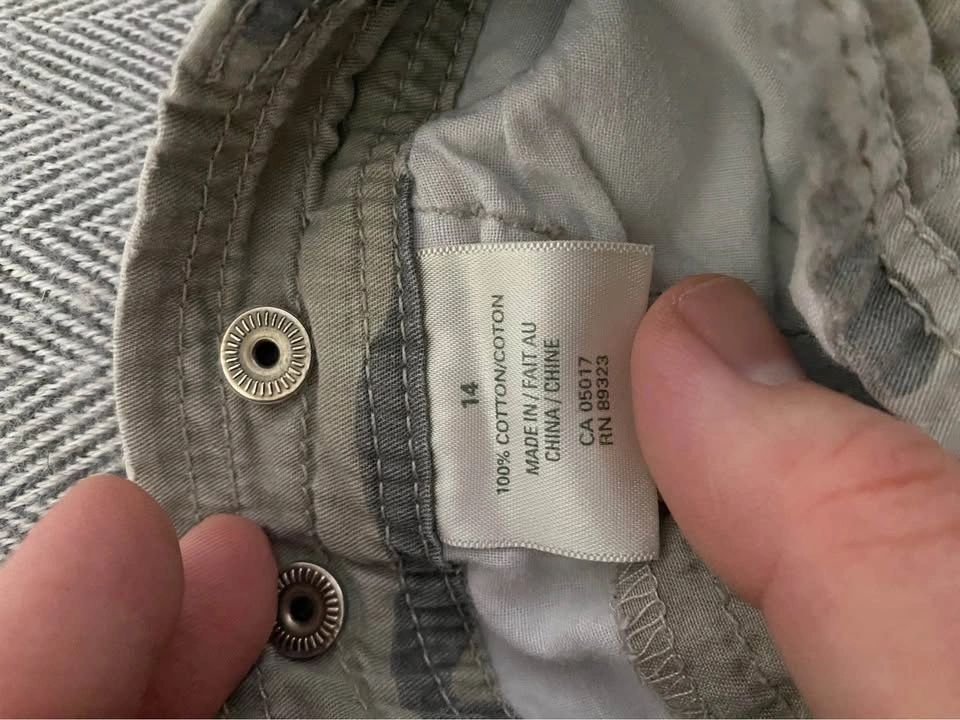 14
100% COTTON/COTON
MADE IN / FAIT AU
CHINA / CHINE
CA 05017
RN 89323